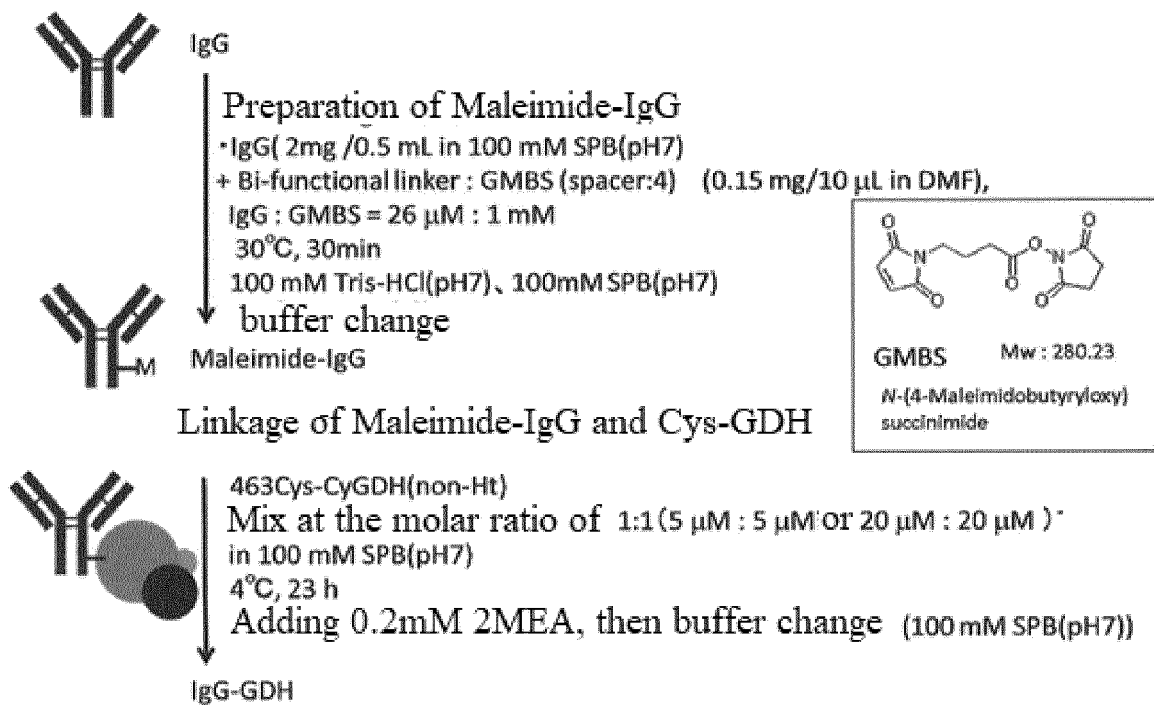 IgG
Preparation of Maleimide-IgG
・IgG( 2mg /0.5 mL in 100 mM SPB(pH7)
+ Bi-functional linker : GMBS (spacer:4) (0.15 mg/10 µL in DMF),
IgG : GMBS = 26 µM : 1 mM
30°C, 30min
100 mM Tris-HCl(pH7)、100mM SPB(pH7)
buffer change
M
Maleimide-IgG
O
O
N
O
O
O
N
O
O
GMBS Mw : 280.23
N-(4-Maleimidobutyryloxy)
succinimide
Linkage of Maleimide-IgG and Cys-GDH
463Cys-CyGDH(non-Ht)
Mix at the molar ratio of 1:1(5 µM : 5 µM or 20 µM : 20 µM )
in 100 mM SPB(pH7)
4°C, 23 h
Adding 0.2mM 2MEA, then buffer change (100 mM SPB(pH7))
IgG-GDH